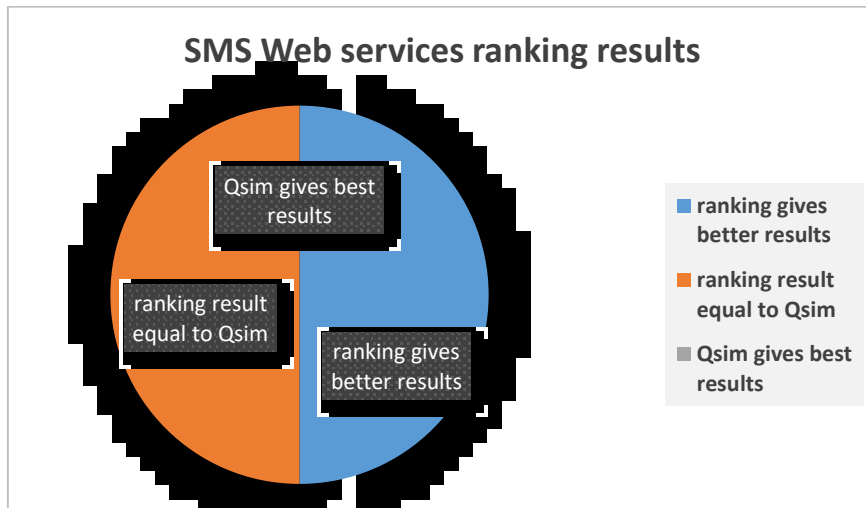 SMS Web services ranking results
Qsim gives best
results
ranking result
equal to Qsim
ranking gives
better results
ranking gives
better results
ranking result
equal to Qsim
Qsim gives best
results